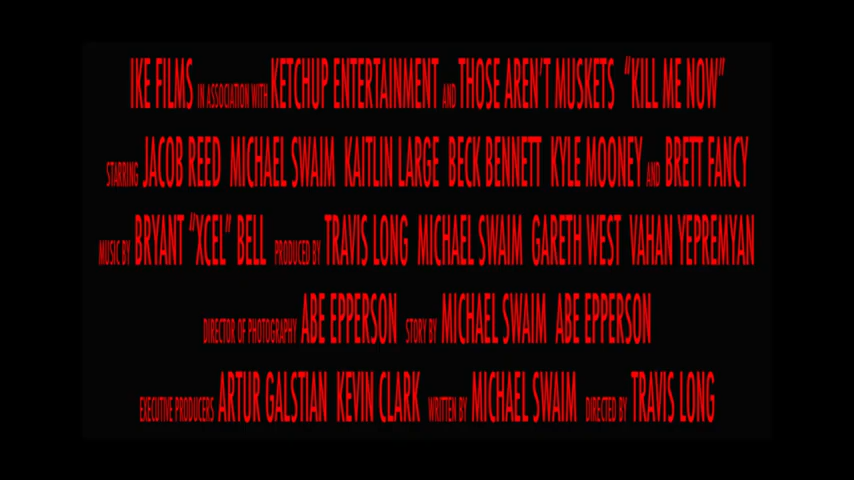 IKE FILMS IN ASSOCIATION WITH KETCHUP ENTERTAINMENT AND THOSE AREN'T MUSKETS "KILL ME NOW"
STARRING JACOB REED MICHAEL SWAIM KAITLIN LARGE BECK BENNETT KYLE MOONEY AND BRETT FANCY
MUSIC BY BRYANT "XCEL" BELL PRODUCED BY TRAVIS LONG MICHAEL SWAIM GARETH WEST VAHAN YEPREMYAN
DIRECTOR OF PHOTOGRAPHY ABE EPPERSON STORY BY MICHAEL SWAIM ABE EPPERSON
EXECUTIVE PRODUCERS ARTUR GALSTIAN KEVIN CLARK WRITTEN BY MICHAEL SWAIM DIRECTED BY TRAVIS LONG